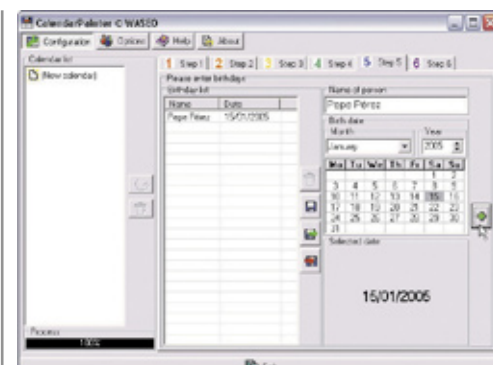 CalendarPainter © WASEO
Configuration Options Help About
Calendar list
(New calendar)
1 Step 1 2 Step 2 3 Step 3 4 Step 4 5 Step 5 6 Step 6
Please enter birthdays
Birthday list
Name Date
Pepe Pérez 15/01/2005
Name of person
Pepe Pérez
Birth date
Month Year
January 2005
Mo Tu We Th Fr Sa Su
1 2
3 4 5 6 7 8 9
10 11 12 13 14 15 16
17 18 19 20 21 22 23
24 25 26 27 28 29 30
31
Selected date
15/01/2005
Process
100%